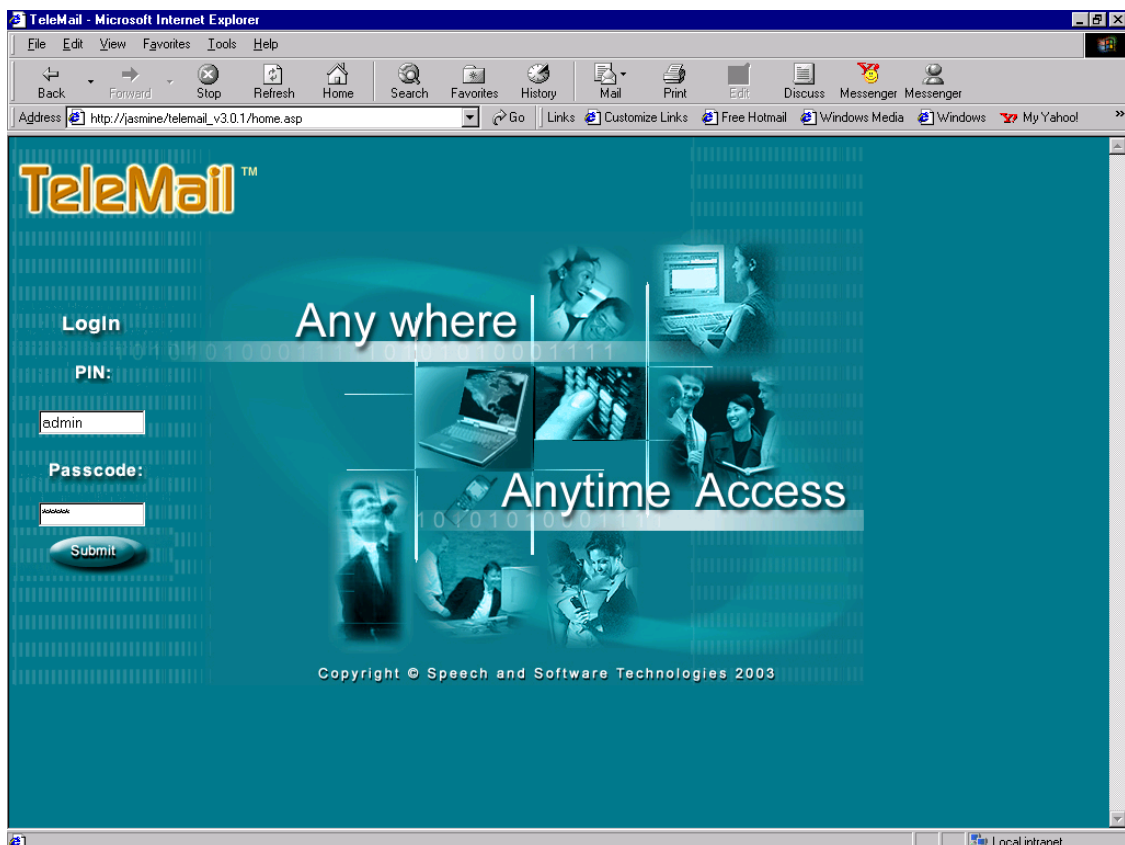 TeleMail - Microsoft Internet Explorer
File Edit View Favorites Tools Help
Back Forward Stop Refresh Home Search Favorites History Mail Print Edit Discuss Messenger Messenger
Address http://jasmine/telemail_v3.0.1/home.asp Go Links Customize Links Free Hotmail Windows Media Windows My Yahoo! »
TeleMail™
LogIn
Any where
PIN:
admin
Passcode:
*****
Anytime Access
Submit
Copyright © Speech and Software Technologies 2003
Local intranet